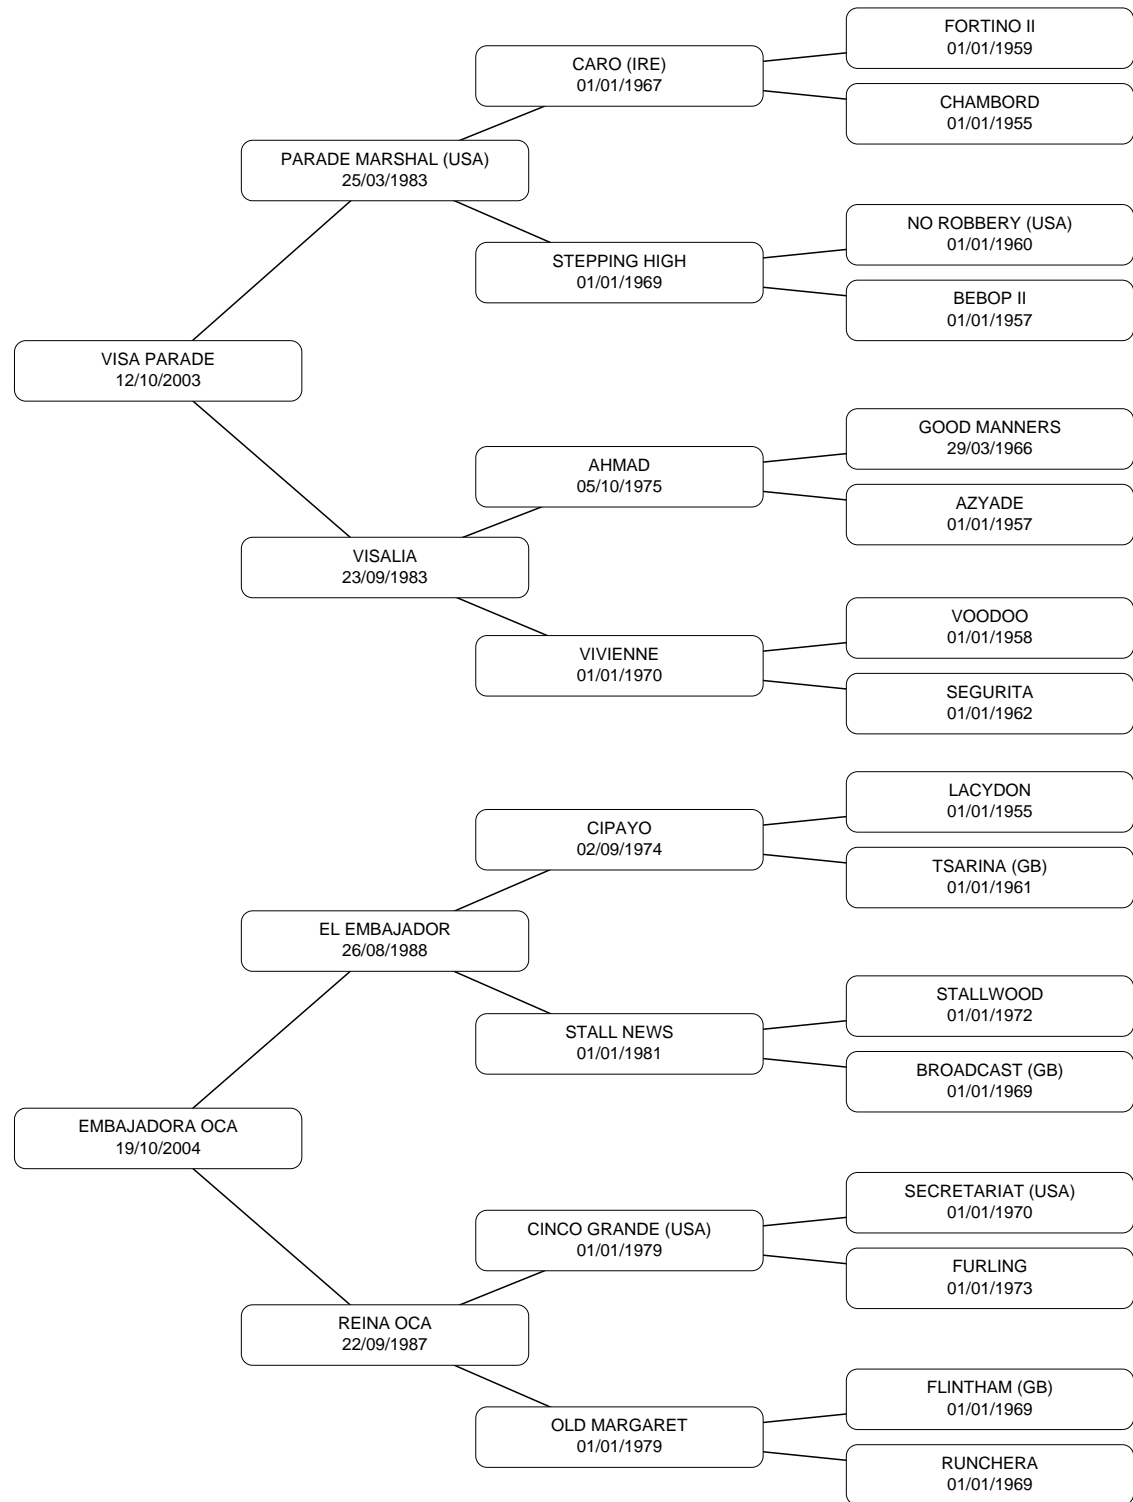 FORTINO II
01/01/1959
CARO (IRE)
01/01/1967
CHAMBORD
01/01/1955
PARADE MARSHAL (USA)
25/03/1983
NO ROBBERY (USA)
01/01/1960
STEPPING HIGH
01/01/1969
BEBOP II
01/01/1957
VISA PARADE
12/10/2003
GOOD MANNERS
29/03/1966
AHMAD
05/10/1975
AZYADE
01/01/1957
VISALIA
23/09/1983
VOODOO
01/01/1958
VIVIENNE
01/01/1970
SEGURITA
01/01/1962
LACYDON
01/01/1955
CIPAYO
02/09/1974
TSARINA (GB)
01/01/1961
EL EMBAJADOR
26/08/1988
STALLWOOD
01/01/1972
STALL NEWS
01/01/1981
BROADCAST (GB)
01/01/1969
EMBAJADORA OCA
19/10/2004
SECRETARIAT (USA)
01/01/1970
CINCO GRANDE (USA)
01/01/1979
FURLING
01/01/1973
REINA OCA
22/09/1987
FLINTHAM (GB)
01/01/1969
OLD MARGARET
01/01/1979
RUNCHERA
01/01/1969